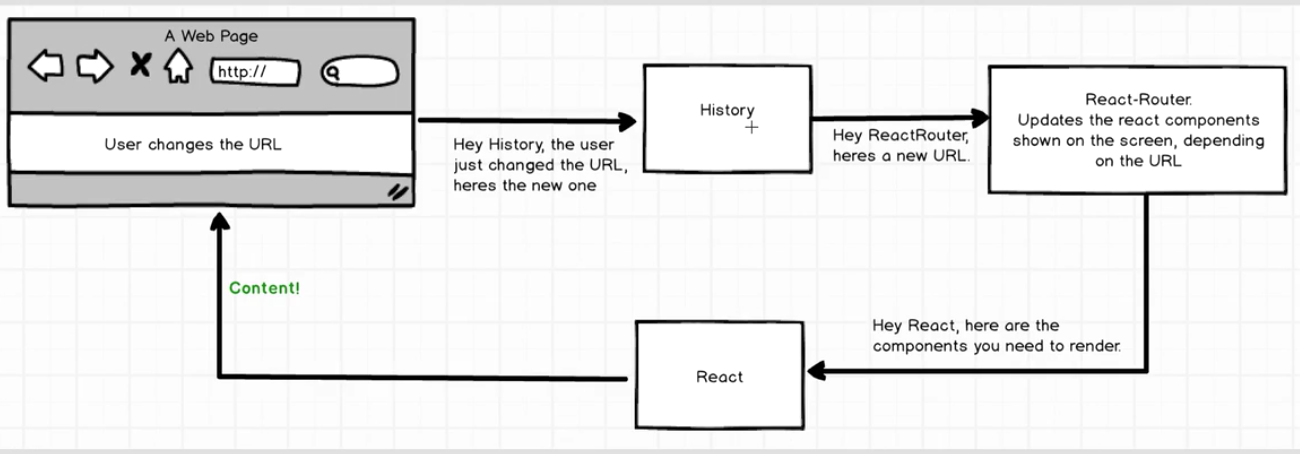 A Web Page
http://
User changes the URL
Hey History, the user
just changed the URL,
heres the new one
History
Hey ReactRouter,
heres a new URL.
React-Router.
Updates the react components
shown on the screen, depending
on the URL
Content!
Hey React, here are the
components you need to render.
React